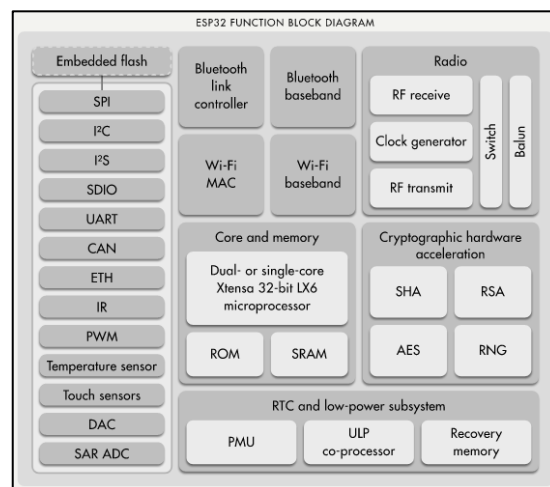 ESP32 FUNCTION BLOCK DIAGRAM
Embedded flash
SPI
I²C
I²S
SDIO
UART
CAN
ETH
IR
PWM
Temperature sensor
Touch sensors
DAC
SAR ADC
Bluetooth
link
controller
Bluetooth
baseband
Wi-Fi
MAC
Wi-Fi
baseband
Radio
RF receive
Clock generator
RF transmit
Switch
Balun
Core and memory
Dual- or single-core
Xtensa 32-bit LX6
microprocessor
ROM
SRAM
Cryptographic hardware
acceleration
SHA
RSA
AES
RNG
RTC and low-power subsystem
PMU
ULP
co-processor
Recovery
memory